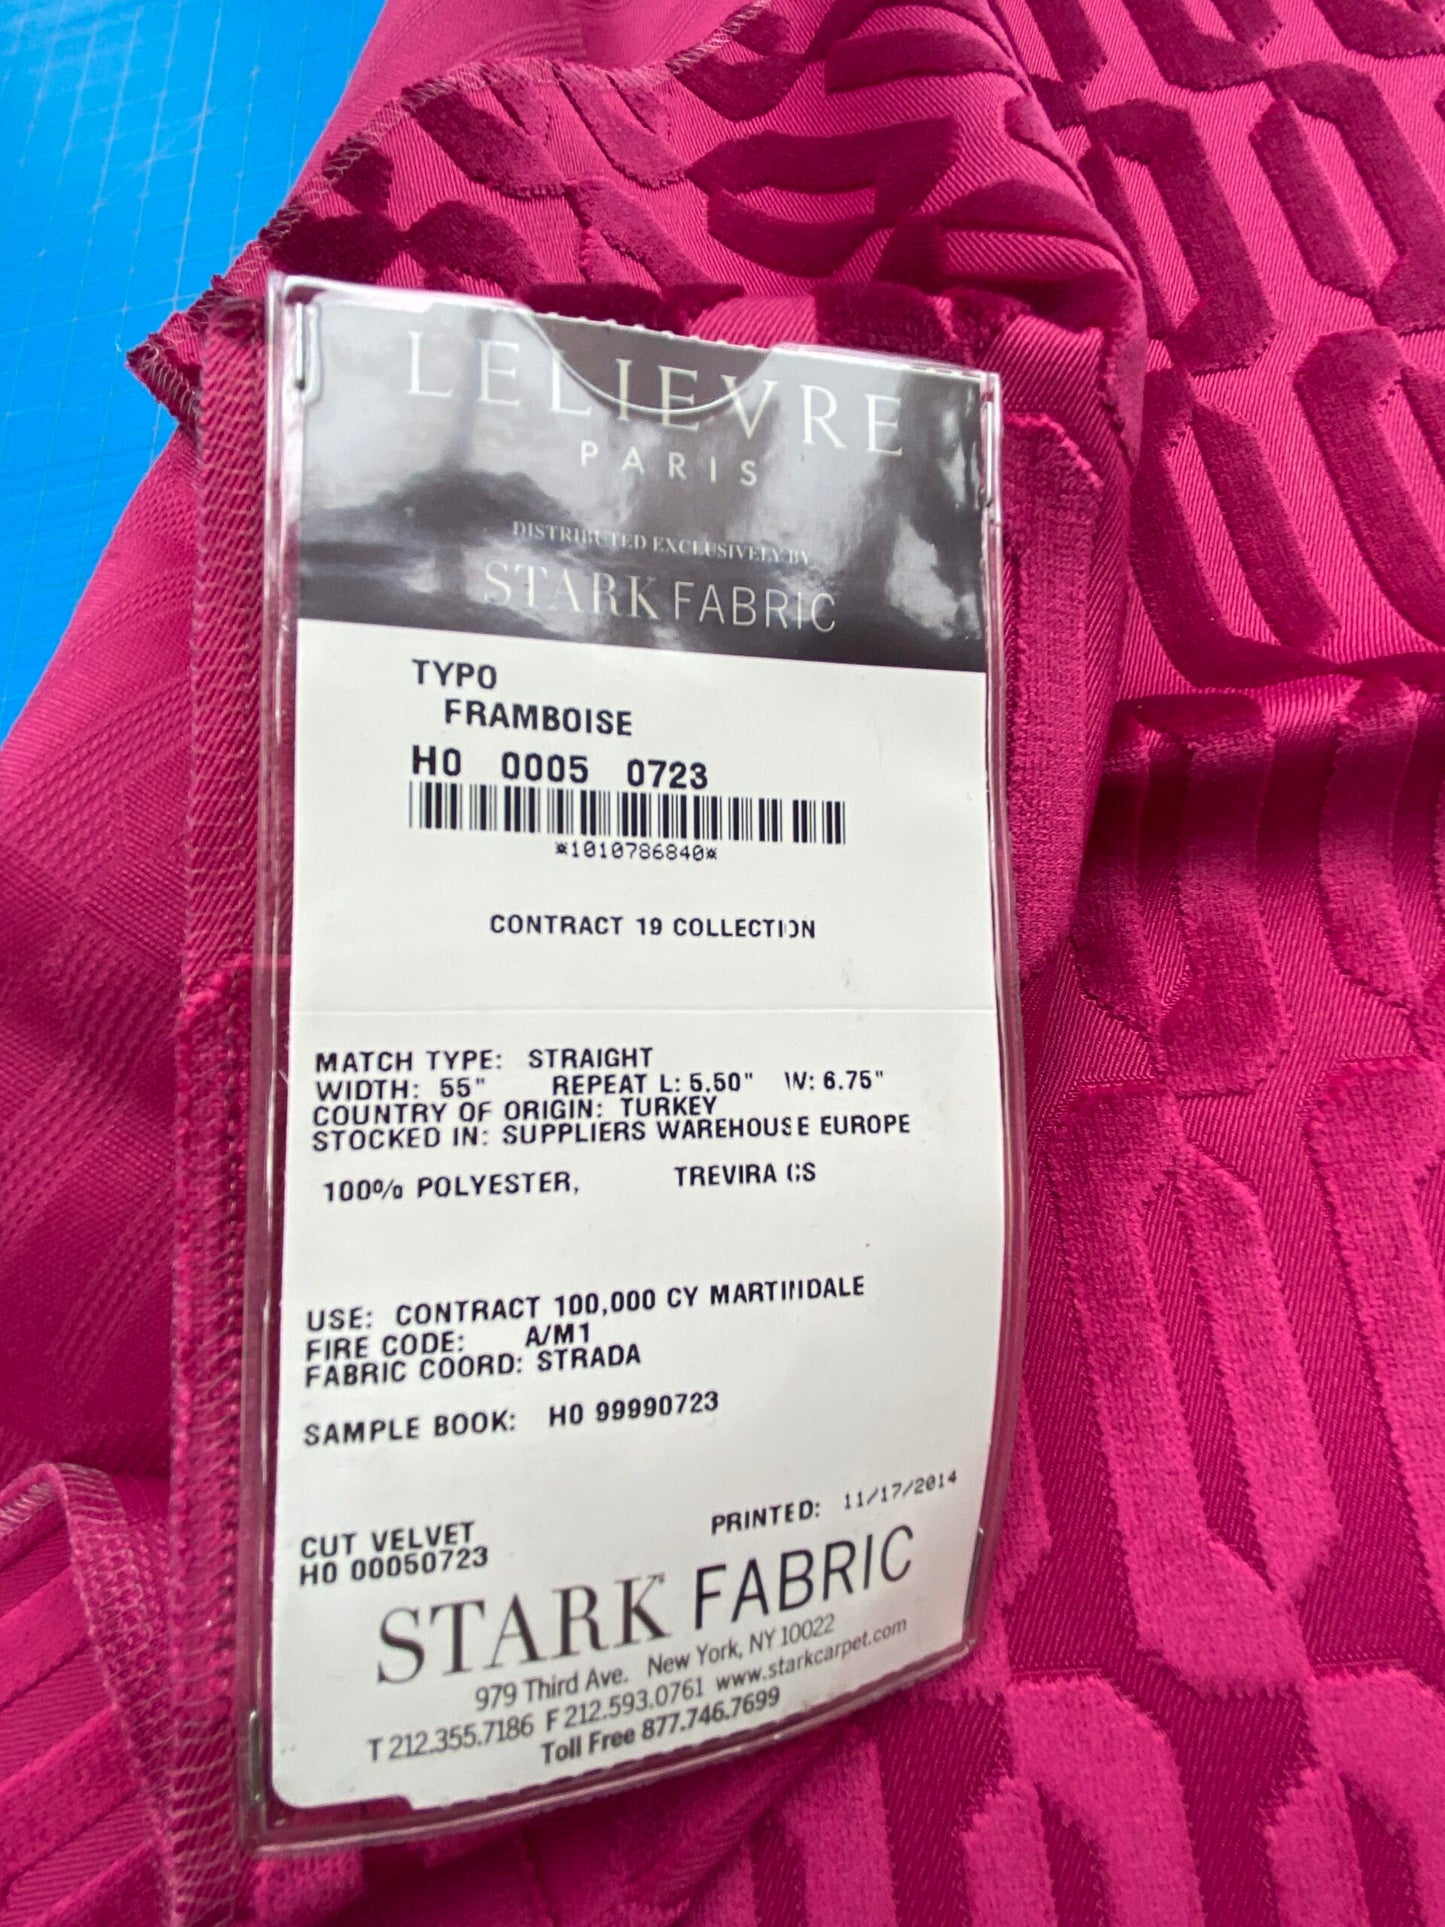 LELIEVRE
PARIS
DISTRIBUTED EXCLUSIVELY BY
STARK FABRIC
TYPO
FRAMBOISE
H0 0005 0723
*1010786840*
CONTRACT 19 COLLECTION
MATCH TYPE: STRAIGHT
WIDTH: 55" REPEAT L: 5.50" W: 6.75"
COUNTRY OF ORIGIN: TURKEY
STOCKED IN: SUPPLIERS WAREHOUSE EUROPE
100% POLYESTER, TREVIRA CS
USE: CONTRACT 100,000 CY MARTINDALE
FIRE CODE: A/M1
FABRIC COORD: STRADA
SAMPLE BOOK: H0 99990723
PRINTED: 11/17/2014
CUT VELVET
H0 00050723
STARK FABRIC
979 Third Ave. New York, NY 10022
T 212.355.7186 F 212.593.0761 www.starkcarpet.com
Toll Free 877.746.7699